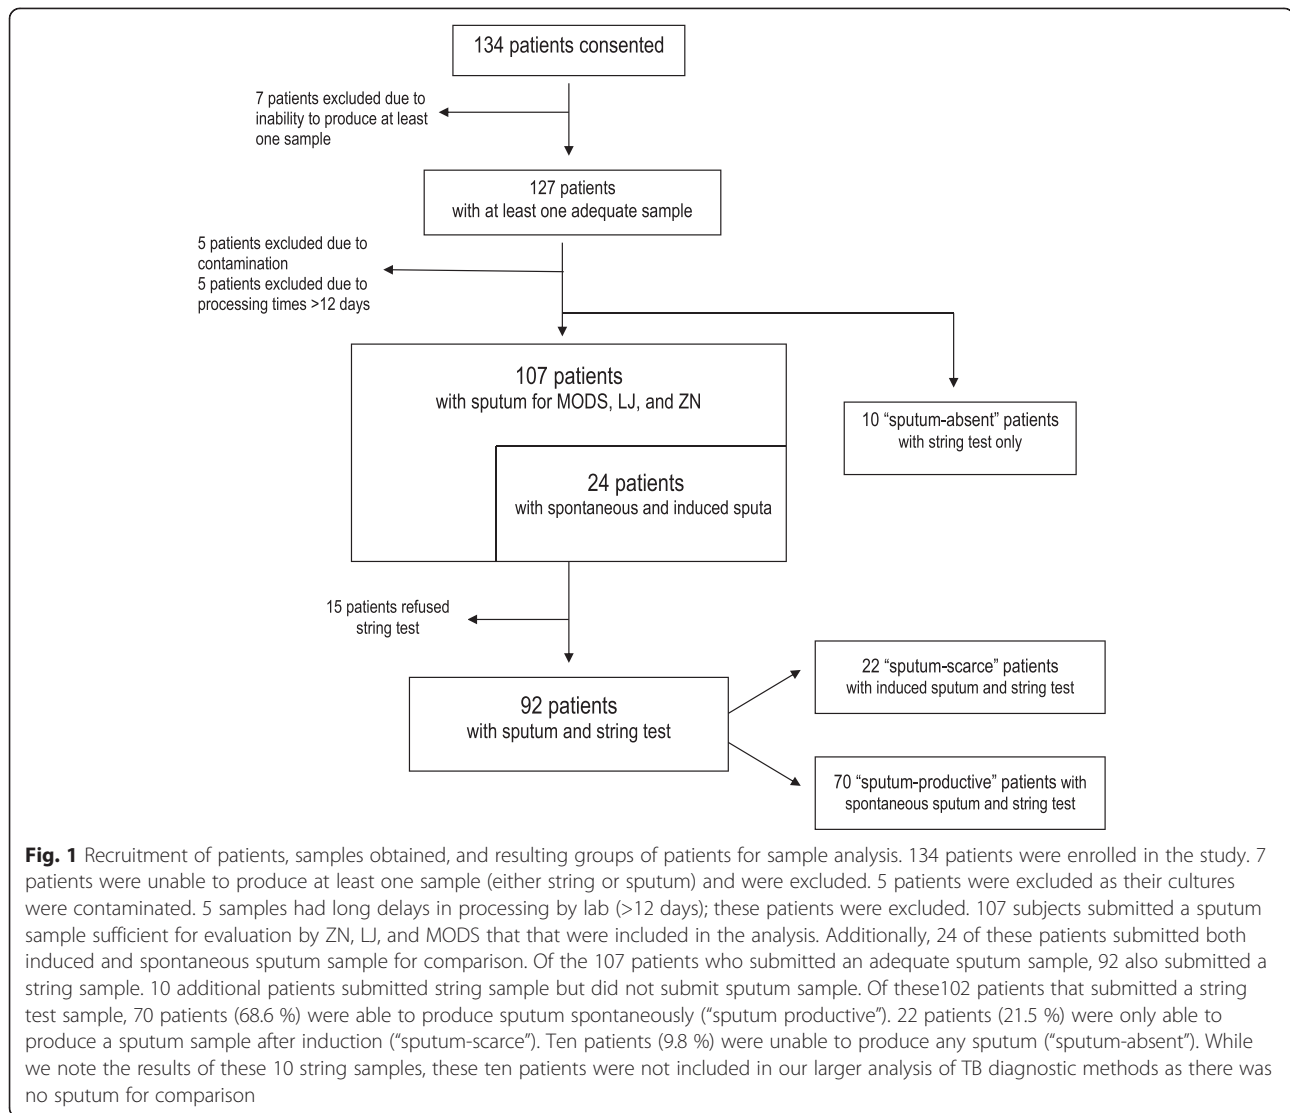 134 patients consented
7 patients excluded due to
inability to produce at least
one sample
127 patients
with at least one adequate sample
5 patients excluded due to
contamination
5 patients excluded due to
processing times >12 days
107 patients
with sputum for MODS, LJ, and ZN
10 “sputum-absent” patients
with string test only
24 patients
with spontaneous and induced sputa
15 patients refused
string test
92 patients
with sputum and string test
22 “sputum-scarce” patients
with induced sputum and string test
70 “sputum-productive” patients with
spontaneous sputum and string test
Fig. 1 Recruitment of patients, samples obtained, and resulting groups of patients for sample analysis. 134 patients were enrolled in the study. 7
patients were unable to produce at least one sample (either string or sputum) and were excluded. 5 patients were excluded as their cultures
were contaminated. 5 samples had long delays in processing by lab (>12 days); these patients were excluded. 107 subjects submitted a sputum
sample sufficient for evaluation by ZN, LJ, and MODS that that were included in the analysis. Additionally, 24 of these patients submitted both
induced and spontaneous sputum sample for comparison. Of the 107 patients who submitted an adequate sputum sample, 92 also submitted a
string sample. 10 additional patients submitted string sample but did not submit sputum sample. Of these102 patients that submitted a string
test sample, 70 patients (68.6 %) were able to produce sputum spontaneously (“sputum productive”). 22 patients (21.5 %) were only able to
produce a sputum sample after induction (“sputum-scarce”). Ten patients (9.8 %) were unable to produce any sputum (“sputum-absent”). While
we note the results of these 10 string samples, these ten patients were not included in our larger analysis of TB diagnostic methods as there was
no sputum for comparison